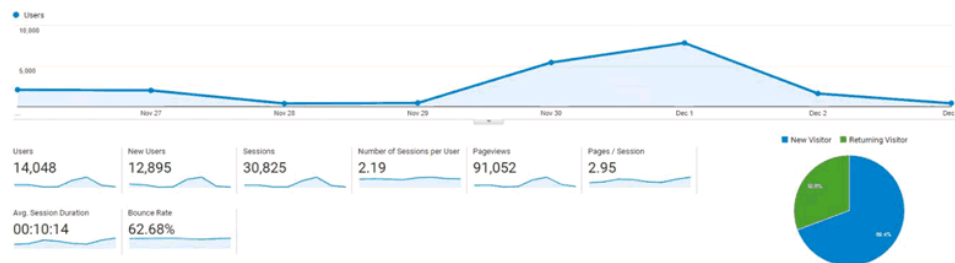 Users
10,000
5,000
...
Nov 27
Nov 28
Nov 29
Nov 30
Dec 1
Dec 2
Dec
New Visitor
Returning Visitor
Users
14,048
New Users
12,895
Sessions
30,825
Number of Sessions per User
2.19
Pageviews
91,052
Pages / Session
2.95
Avg. Session Duration
00:10:14
Bounce Rate
62.68%